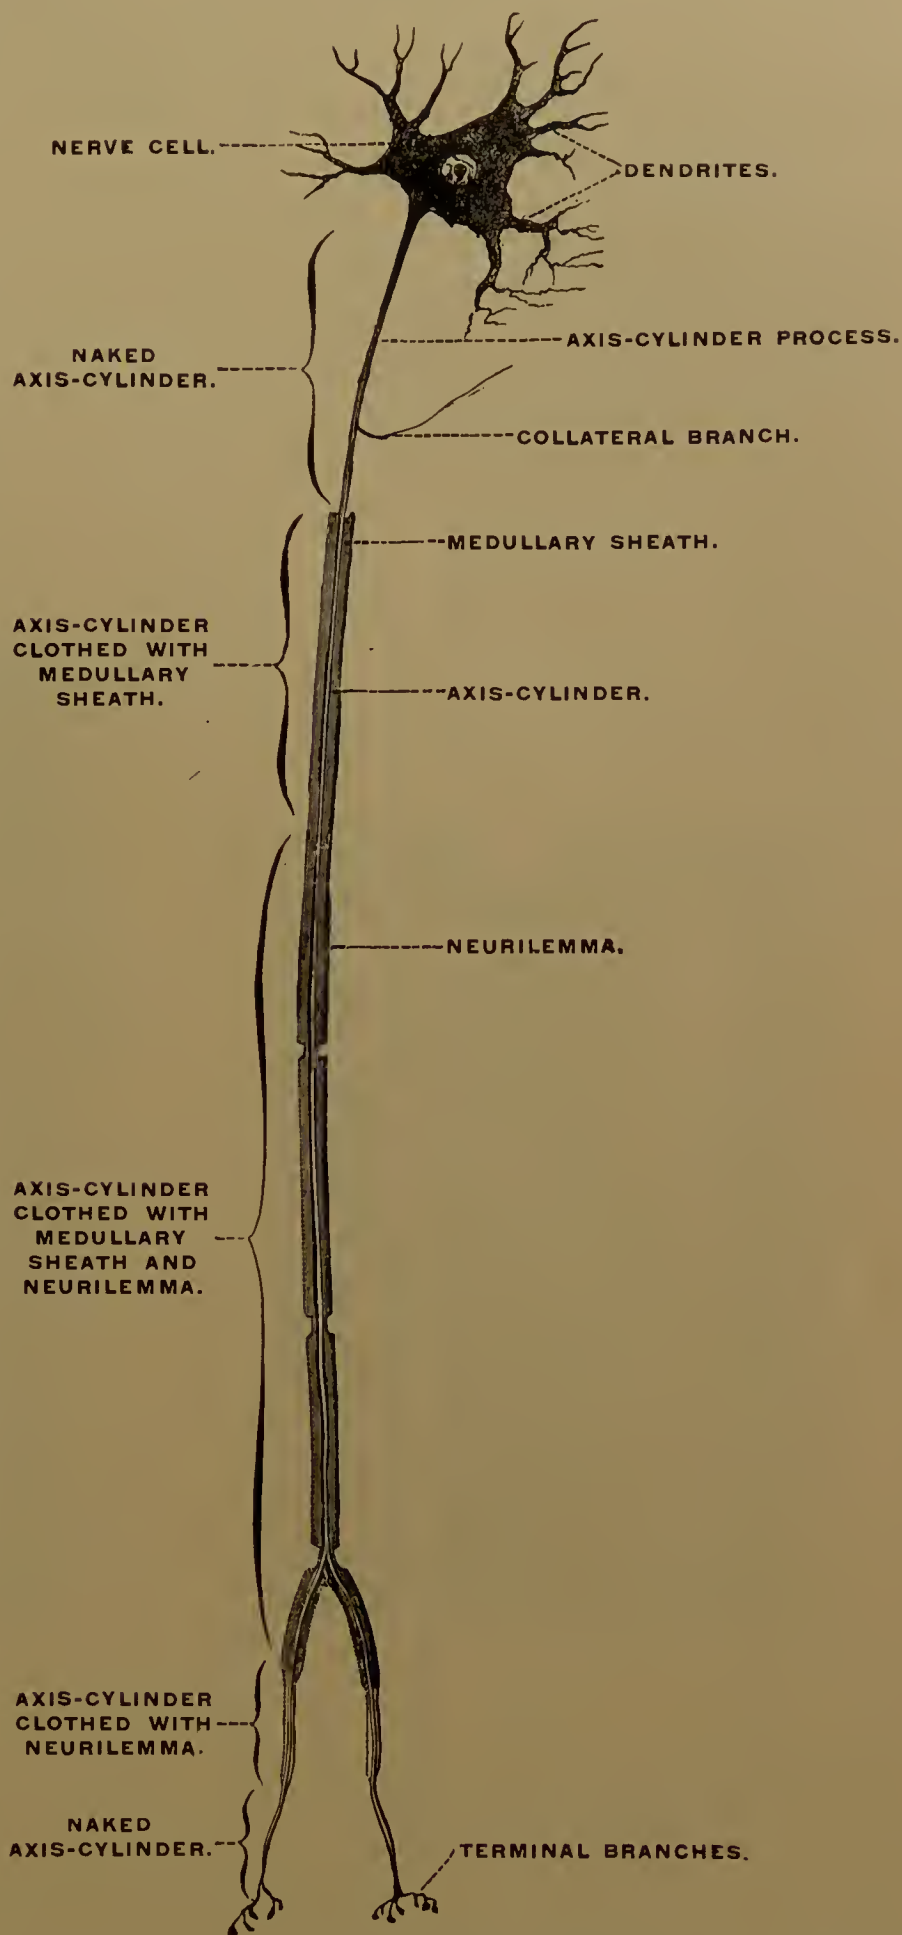 NERVE CELL.
DENDRITES.
AXIS-CYLINDER PROCESS.
NAKED
AXIS-CYLINDER.
COLLATERAL BRANCH.
MEDULLARY SHEATH.
AXIS-CYLINDER
CLOTHED WITH
MEDULLARY
SHEATH.
AXIS-CYLINDER.
NEURILEMMA.
AXIS-CYLINDER
CLOTHED WITH
MEDULLARY
SHEATH AND
NEURILEMMA.
AXIS-CYLINDER
CLOTHED WITH
NEURILEMMA.
NAKED
AXIS-CYLINDER.
TERMINAL BRANCHES.